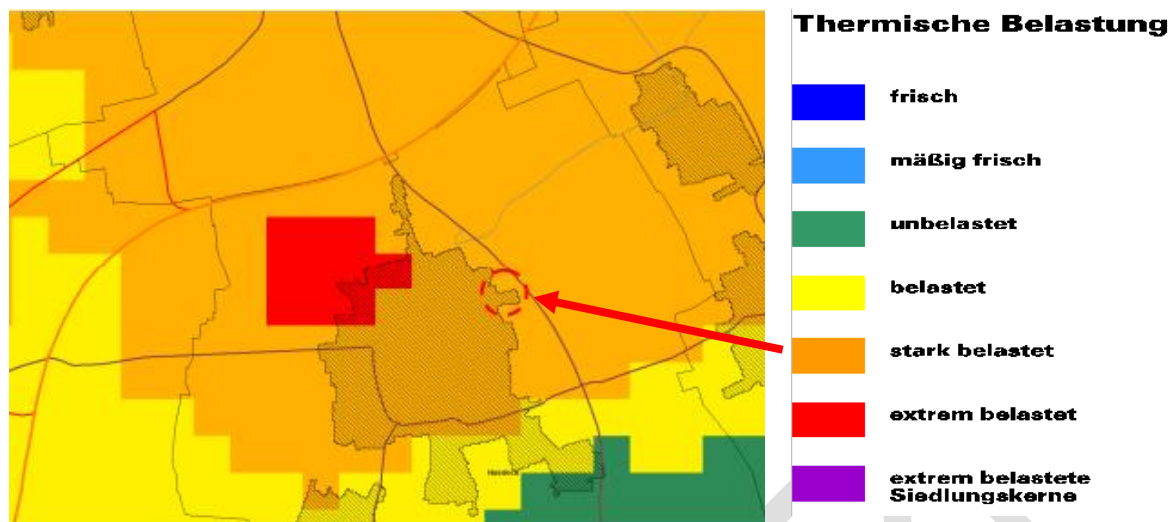 Thermische Belastung
frisch
mäßig frisch
unbelastet
belastet
stark belastet
extrem belastet
extrem belastete
Siedlungskerne